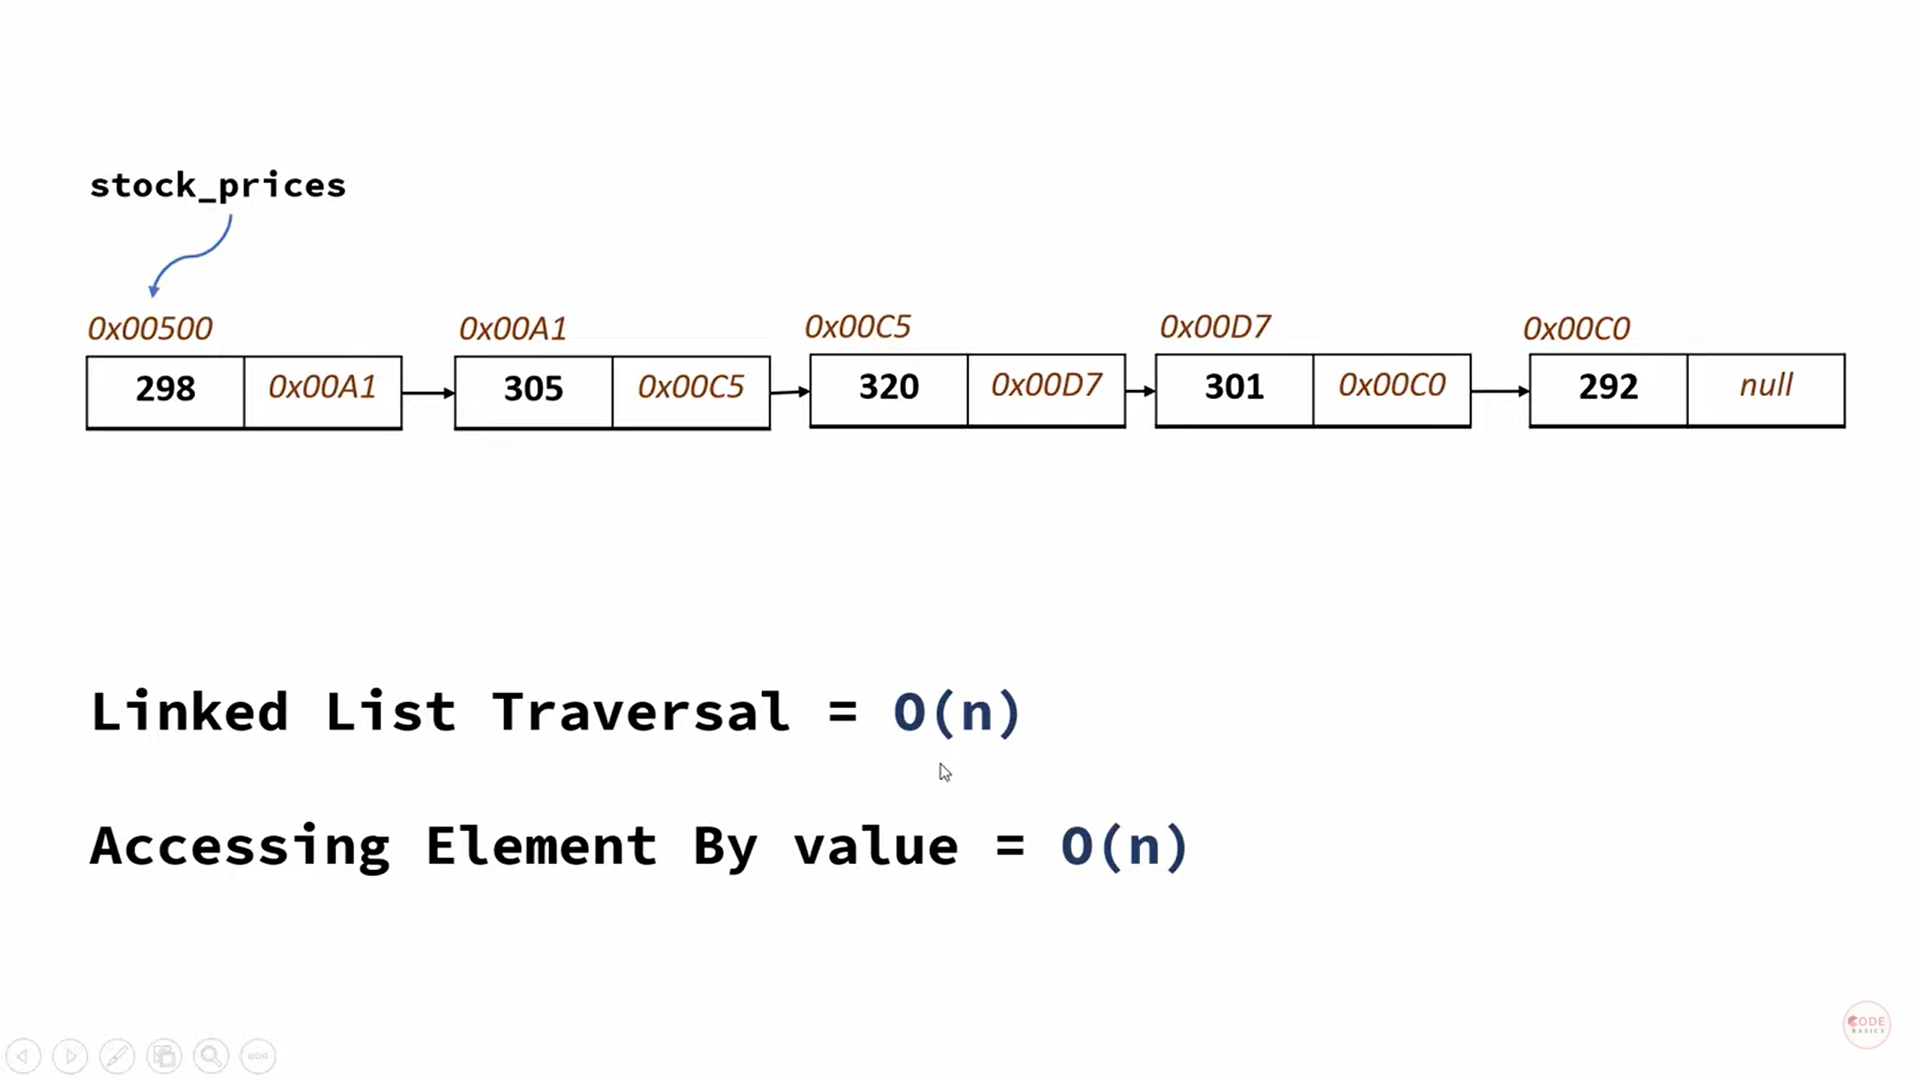 stock_prices
0x00500 0x00A1 0x00C5 0x00D7 0x00C0
298 0x00A1 305 0x00C5 320 0x00D7 301 0x00C0 292 null
Linked List Traversal = O(n)
Accessing Element By value = O(n)
CODE
BASICS